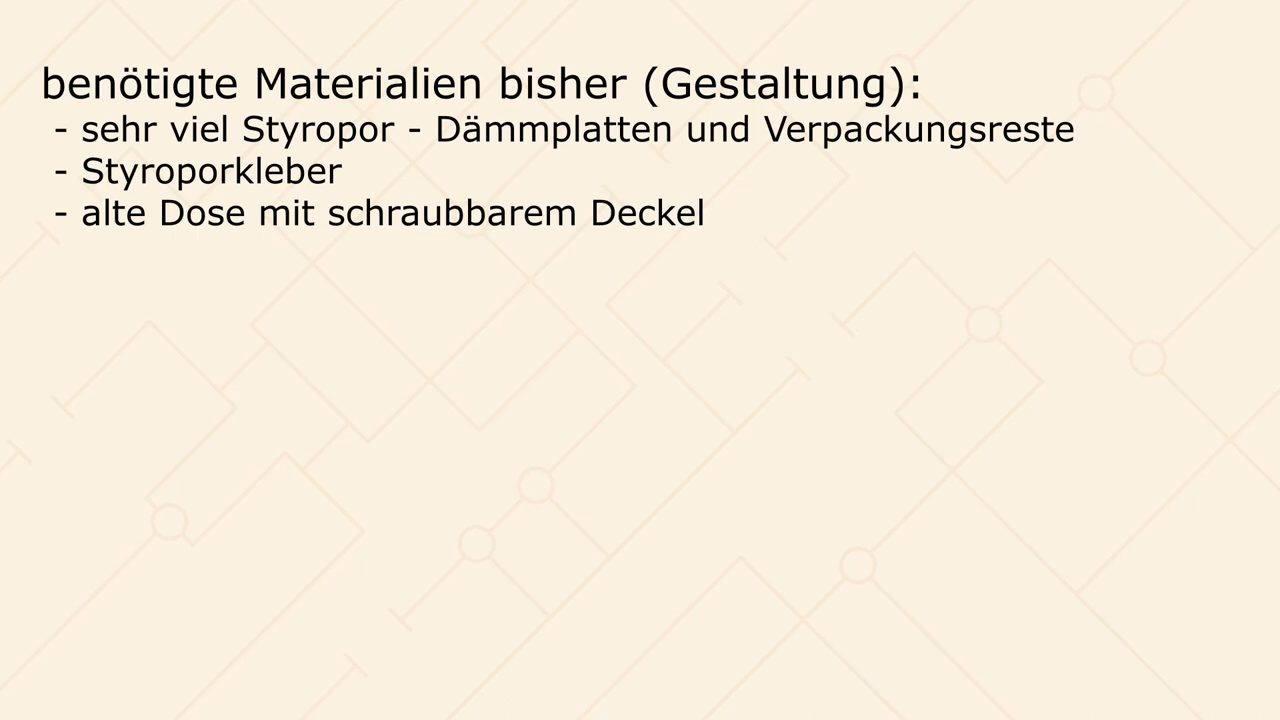 benötigte Materialien bisher (Gestaltung):
- sehr viel Styropor - Dämmplatten und Verpackungsreste
- Styroporkleber
- alte Dose mit schraubbarem Deckel